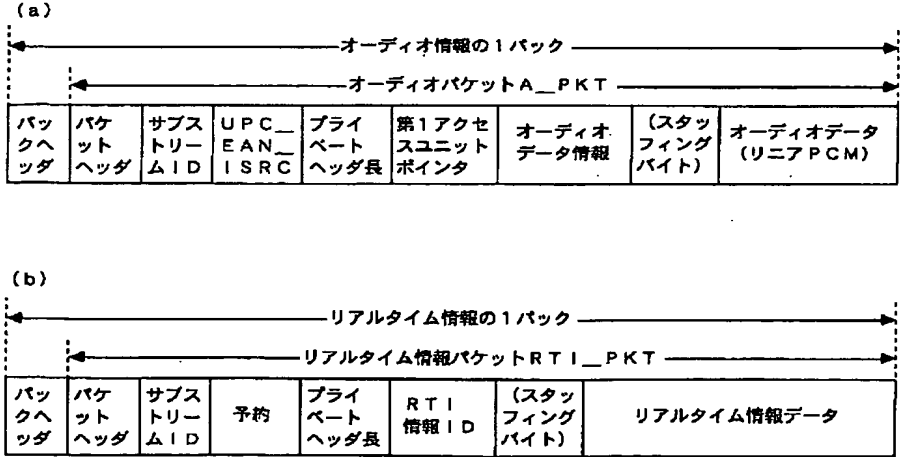 (a)
オーディオ情報の1パック
オーディオパケットA__PKT
パッ
クヘ
ッダ
パケ
ット
ヘッダ
サブス
トリー
ムID
UPC__
EAN__
ISRC
プライ
ベート
ヘッダ長
第1アクセ
スユニット
ポインタ
オーディオ
データ情報
(スタッ
フィング
バイト)
オーディオデータ
(リニアPCM)
(b)
リアルタイム情報の1パック
リアルタイム情報パケットRTI__PKT
パッ
クヘ
ッダ
パケ
ット
ヘッダ
サブス
トリー
ムID
予約
プライ
ベート
ヘッダ長
RTI
情報ID
(スタッ
フィング
バイト)
リアルタイム情報データ